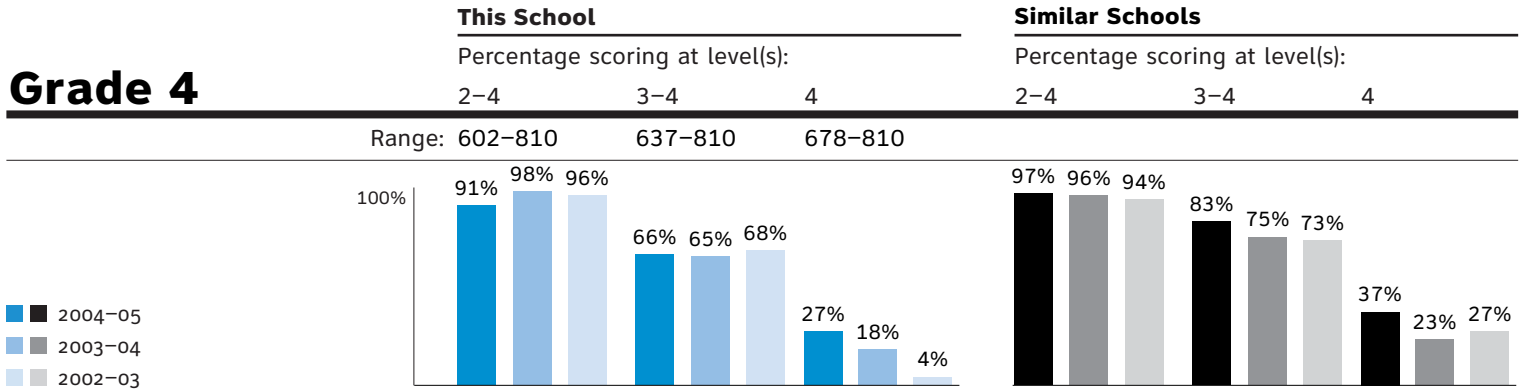 This School Similar Schools
Percentage scoring at level(s): Percentage scoring at level(s):
Grade 4 2–4 3–4 4 2–4 3–4 4
Range: 602–810 637–810 678–810
100% 91% 98% 96% 66% 65% 68% 27% 18% 4% 97% 96% 94% 83% 75% 73% 37% 23% 27%
2004–05
2003–04
2002–03